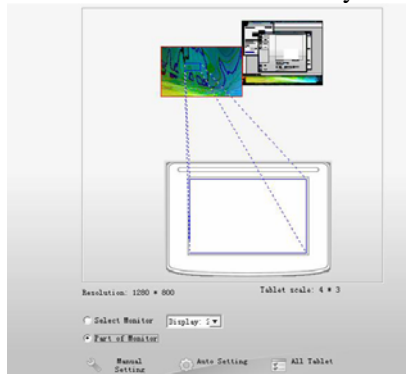 Resolution: 1280 * 800
Tablet scale: 4 * 3
Select Monitor
Display:
Part of Monitor
Manual Setting
Auto Setting
All Tablet